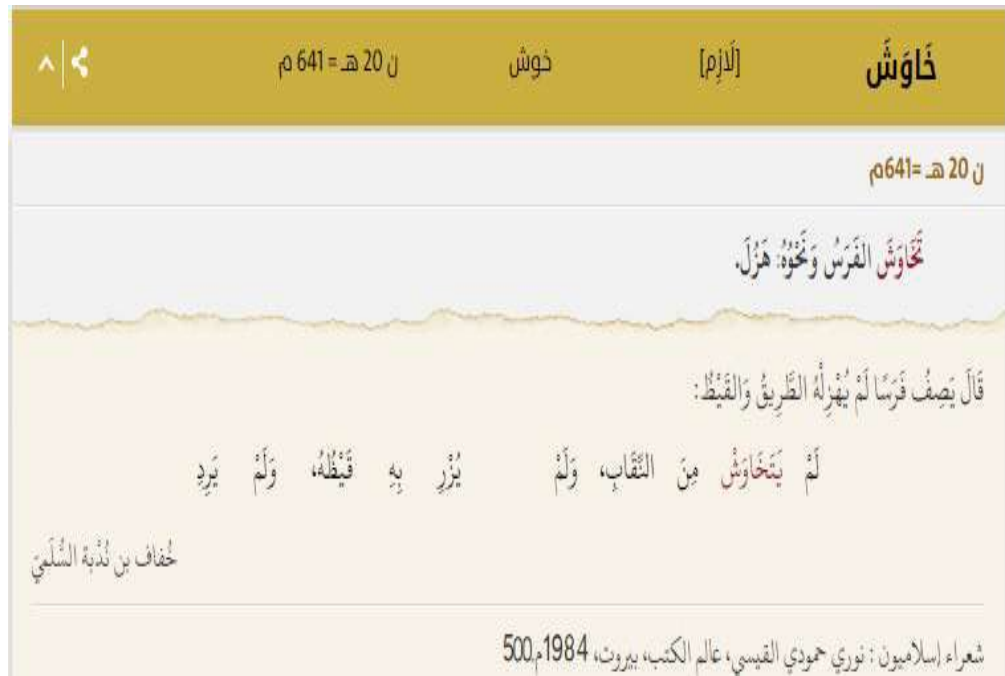 خَاوَشَ [لَازِم] خوش ن 20 هـ = 641 م
ن 20 هـ =641م
تَخَاوَشَ الفَرَسُ وَنَحْوُهُ: هَزُلَ.
قَالَ يَصِفُ فَرَسًا لَمْ يُهْزِلْهُ الطَّرِيقُ وَالقَيْظُ:
لَمْ يَتَخَاوَشْ مِنَ النَّقَابِ، وَلَمْ يُزْرِ بِهِ قَيْظُهُ، وَلَمْ يَرِدِ
خُفاف بن نُدْبة السُّلَميّ
شعراء إسلاميون : نوري حمودي القيسي، عالم الكتب، بيروت، 1984م,500